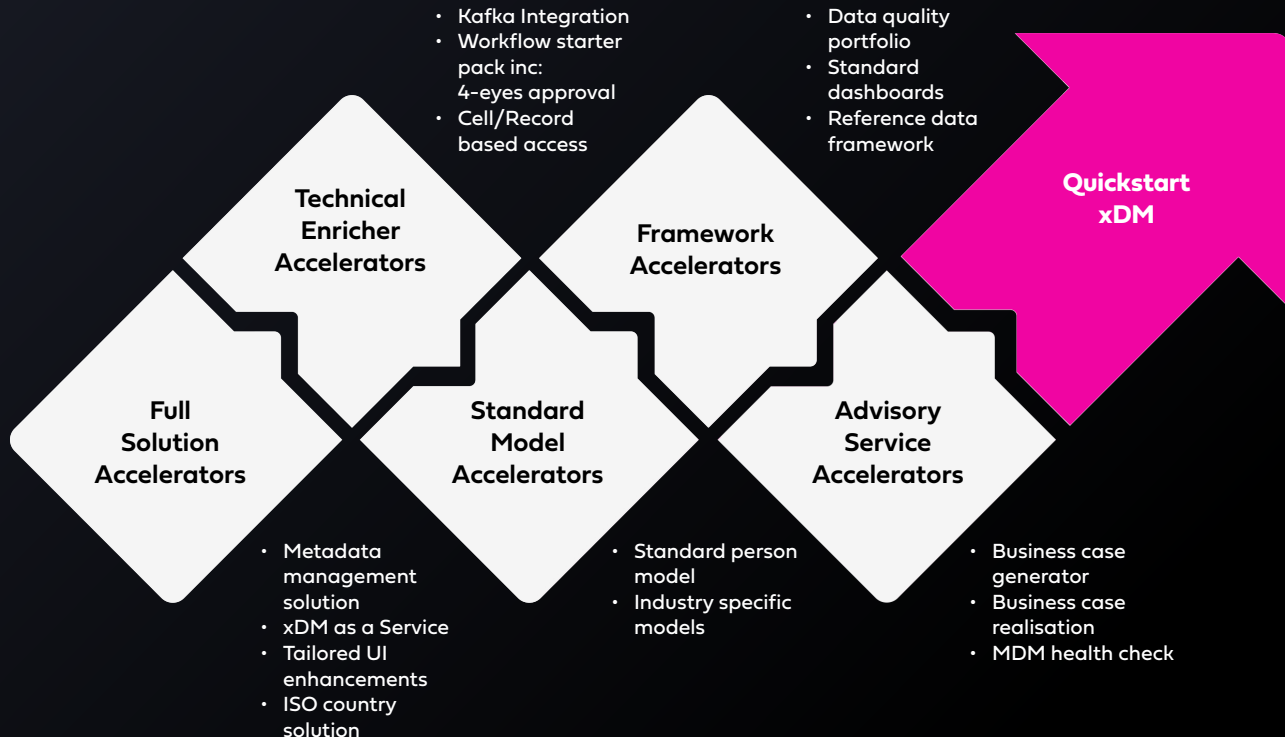 • Kafka Integration
• Workflow starter
pack inc:
4-eyes approval
• Cell/Record
based access
• Data quality
portfolio
• Standard
dashboards
• Reference data
framework
Technical
Enricher
Accelerators
Framework
Accelerators
Quickstart
xDM
Full
Solution
Accelerators
Standard
Model
Accelerators
Advisory
Service
Accelerators
• Metadata
management
solution
• xDM as a Service
• Tailored UI
enhancements
• ISO country
solution
• Standard person
model
• Industry specific
models
• Business case
generator
• Business case
realisation
• MDM health check